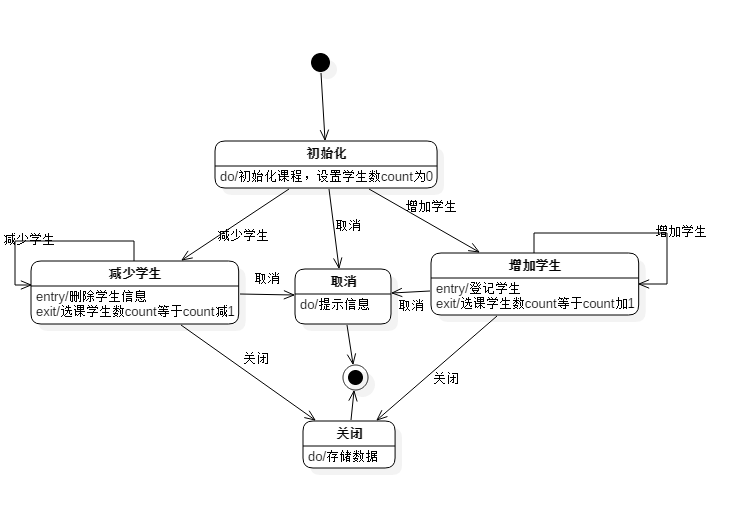 初始化
do/初始化课程，设置学生数count为0
增加学生
取消
减少学生
减少学生
增加学生
减少学生
entry/删除学生信息
exit/选课学生数count等于count减1
取消
取消
do/提示信息
取消
增加学生
entry/登记学生
exit/选课学生数count等于count加1
关闭
关闭
关闭
do/存储数据